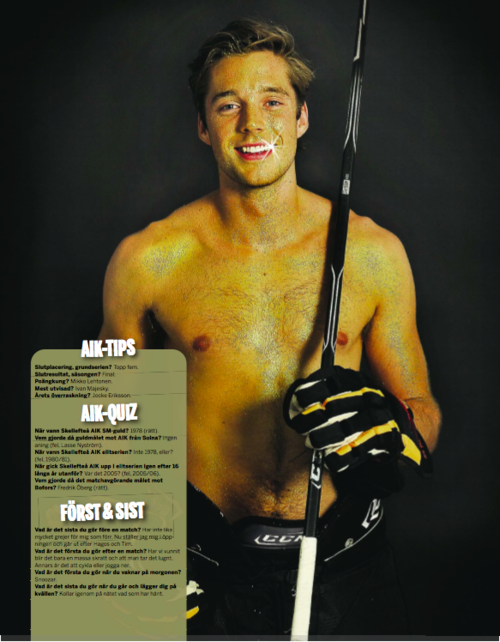 AIK-TIPS
Slutplacering, grundserien? Topp fem.
Slutresultat, säsongen? Final.
Poängkung? Mikko Lehtonen.
Mest utvisad? Ivan Majesky.
Årets överraskning? Jocke Eriksson.
AIK-QUIZ
När vann Skellefteå AIK SM-guld? 1978 (rätt).
Vem gjorde då guldmålet mot AIK från Solna? Ingen
aning (fel, Lasse Nyström).
När vann Skellefteå AIK elitserien? Inte 1978, eller?
(fel, 1980/81).
När gick Skellefteå AIK upp i elitserien igen efter 16
långa år utanför? Var det 2005? (fel, 2005/06).
Vem gjorde då det matchavgörande målet mot
Bofors? Fredrik Öberg (rätt).
FÖRST & SIST
Vad är det sista du gör före en match? Har inte lika
mycket grejer för mig som förr. Nu ställer jag mig i öpp-
ningen och går ut efter Hagos och Tim.
Vad är det första du gör efter en match? Har vi vunnit
blir det bara en massa skratt och att man tar det lugnt.
Annars är det att cykla eller jogga ner.
Vad är det första du gör när du vaknar på morgonen?
Snoozar.
Vad är det sista du gör när du går och lägger dig på
kvällen? Kollar igenom på nätet vad som har hänt.
CCM